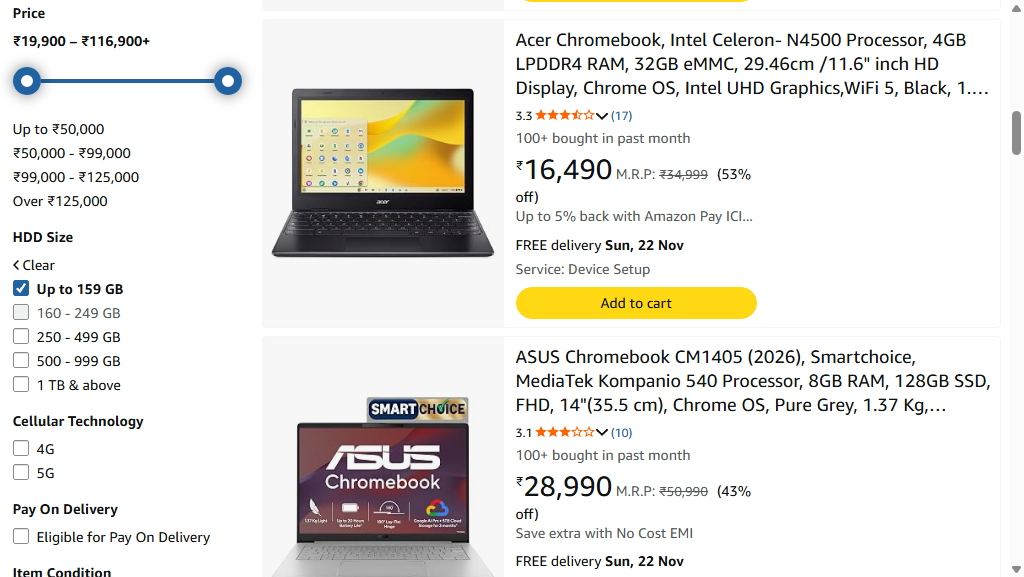 Price
₹19,900 – ₹116,900+
Up to ₹50,000
₹50,000 - ₹99,000
₹99,000 - ₹125,000
Over ₹125,000
HDD Size
Clear
Up to 159 GB
160 - 249 GB
250 - 499 GB
500 - 999 GB
1 TB & above
Cellular Technology
4G
5G
Pay On Delivery
Eligible for Pay On Delivery
Item Condition
acer
Acer Chromebook, Intel Celeron- N4500 Processor, 4GB
LPDDR4 RAM, 32GB eMMC, 29.46cm /11.6" inch HD
Display, Chrome OS, Intel UHD Graphics,WiFi 5, Black, 1....
3.3 (17)
100+ bought in past month
₹16,490 M.R.P: ₹34,999 (53%
off)
Up to 5% back with Amazon Pay ICI...
FREE delivery Sun, 22 Nov
Service: Device Setup
Add to cart
SMART CHOICE
ASUS
Chromebook
ASUS Chromebook CM1405 (2026), Smartchoice,
MediaTek Kompanio 540 Processor, 8GB RAM, 128GB SSD,
FHD, 14"(35.5 cm), Chrome OS, Pure Grey, 1.37 Kg,...
3.1 (10)
100+ bought in past month
₹28,990 M.R.P: ₹50,990 (43%
off)
Save extra with No Cost EMI
FREE delivery Sun, 22 Nov